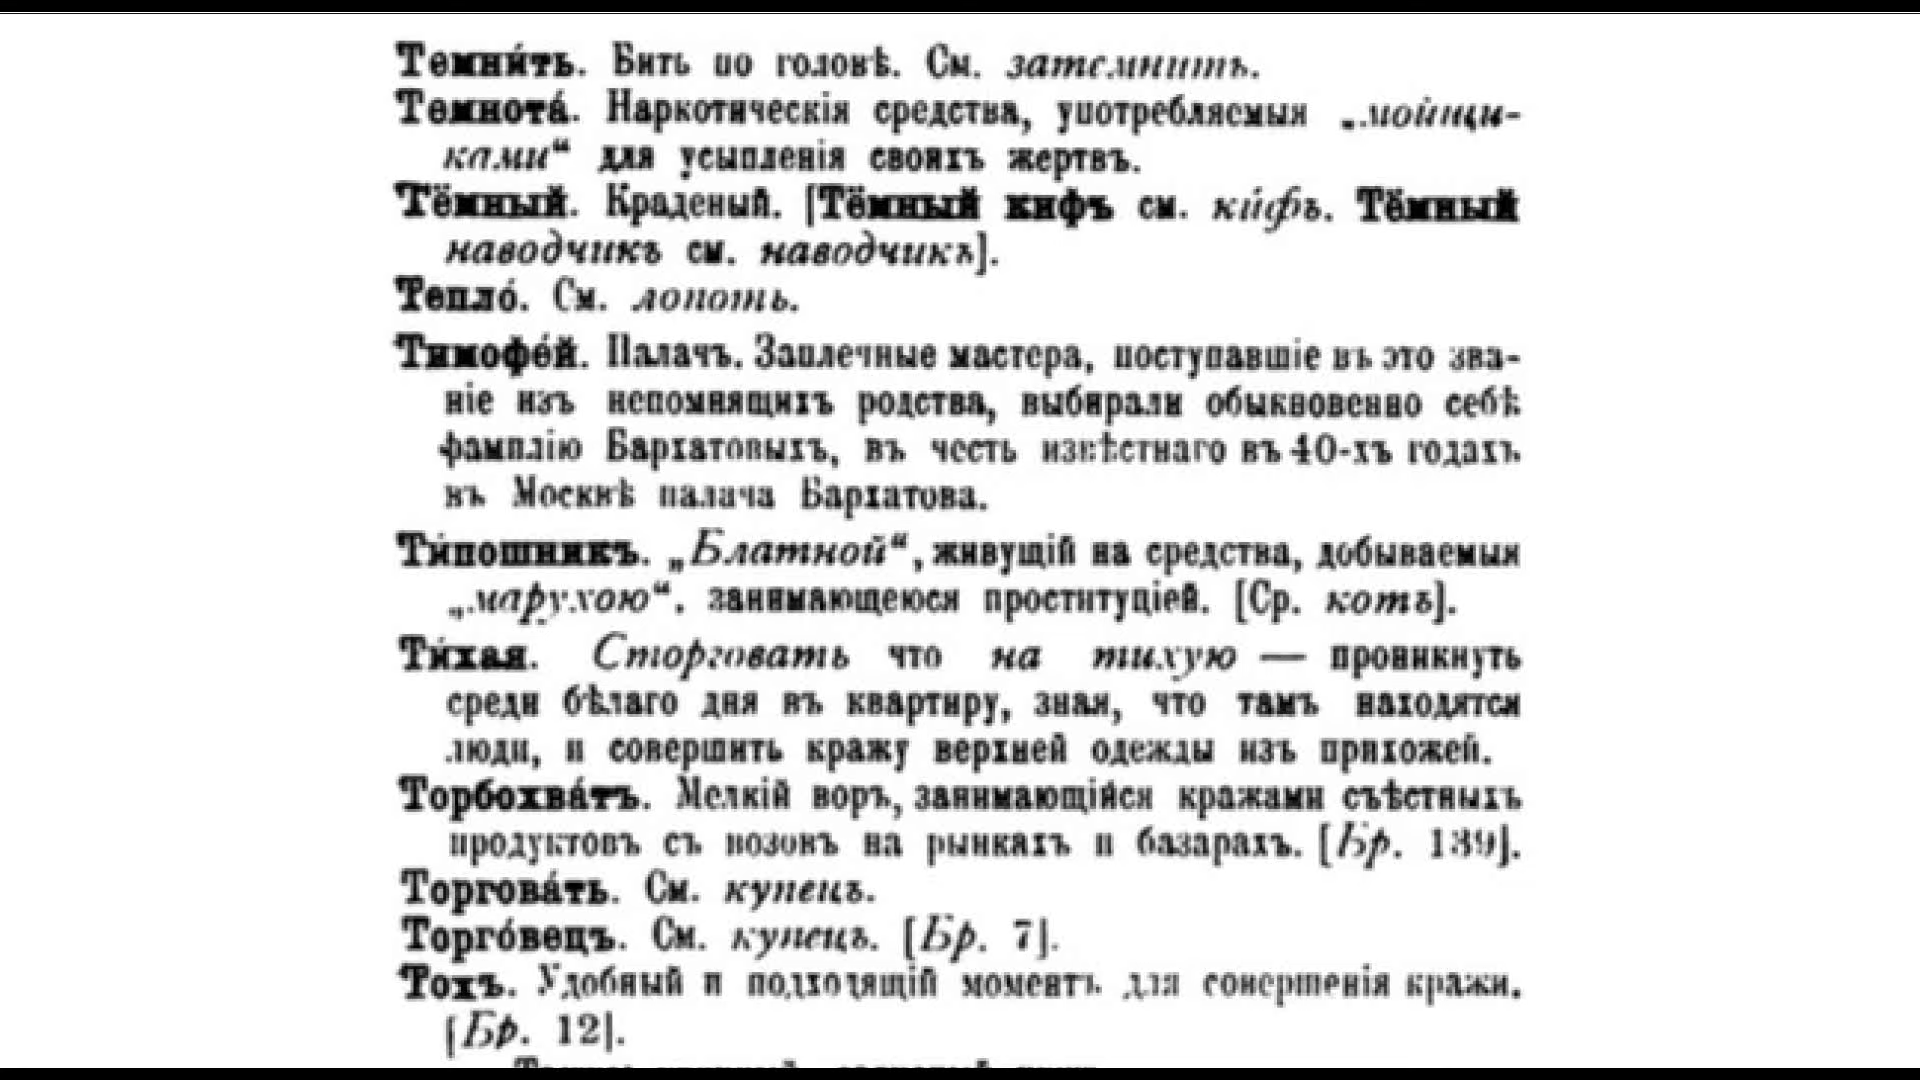 Темни́ть. Бить по головѣ. См. затемнить.
Темнота́. Наркотическія средства, употребляемыя „мойщи-
ками“ для усыпленія своихъ жертвъ.
Тёмный. Краденый. [Тёмный кифъ см. ки́фъ. Тёмный
наводчикъ см. наводчикъ].
Тепло́. См. лопоть.
Тимофе́й. Палачъ. Заплечные мастера, поступавшіе въ это зва-
ніе изъ непомнящихъ родства, выбирали обыкновенно себѣ
фамилію Бархатовыхъ, въ честь извѣстнаго въ 40-хъ годахъ
въ Москвѣ палача Бархатова.
Ти́пошникъ. „Блатной“, живущій на средства, добываемыя
„марухою“, занимающеюся проституціей. [Ср. котъ].
Ти́хая. Сторговать что на тихую — проникнуть
среди бѣлаго дня въ квартиру, зная, что тамъ находятся
люди, и совершить кражу верхней одежды изъ прихожей.
Торбохва́тъ. Мелкій воръ, занимающійся кражами съѣстныхъ
продуктовъ съ возовъ на рынкахъ и базарахъ. [Бр. 139].
Торгова́ть. См. купецъ.
Торго́вецъ. См. купецъ. [Бр. 7].
Тохъ. Удобный и подходящій моментъ для совершенія кражи.
[Бр. 12].